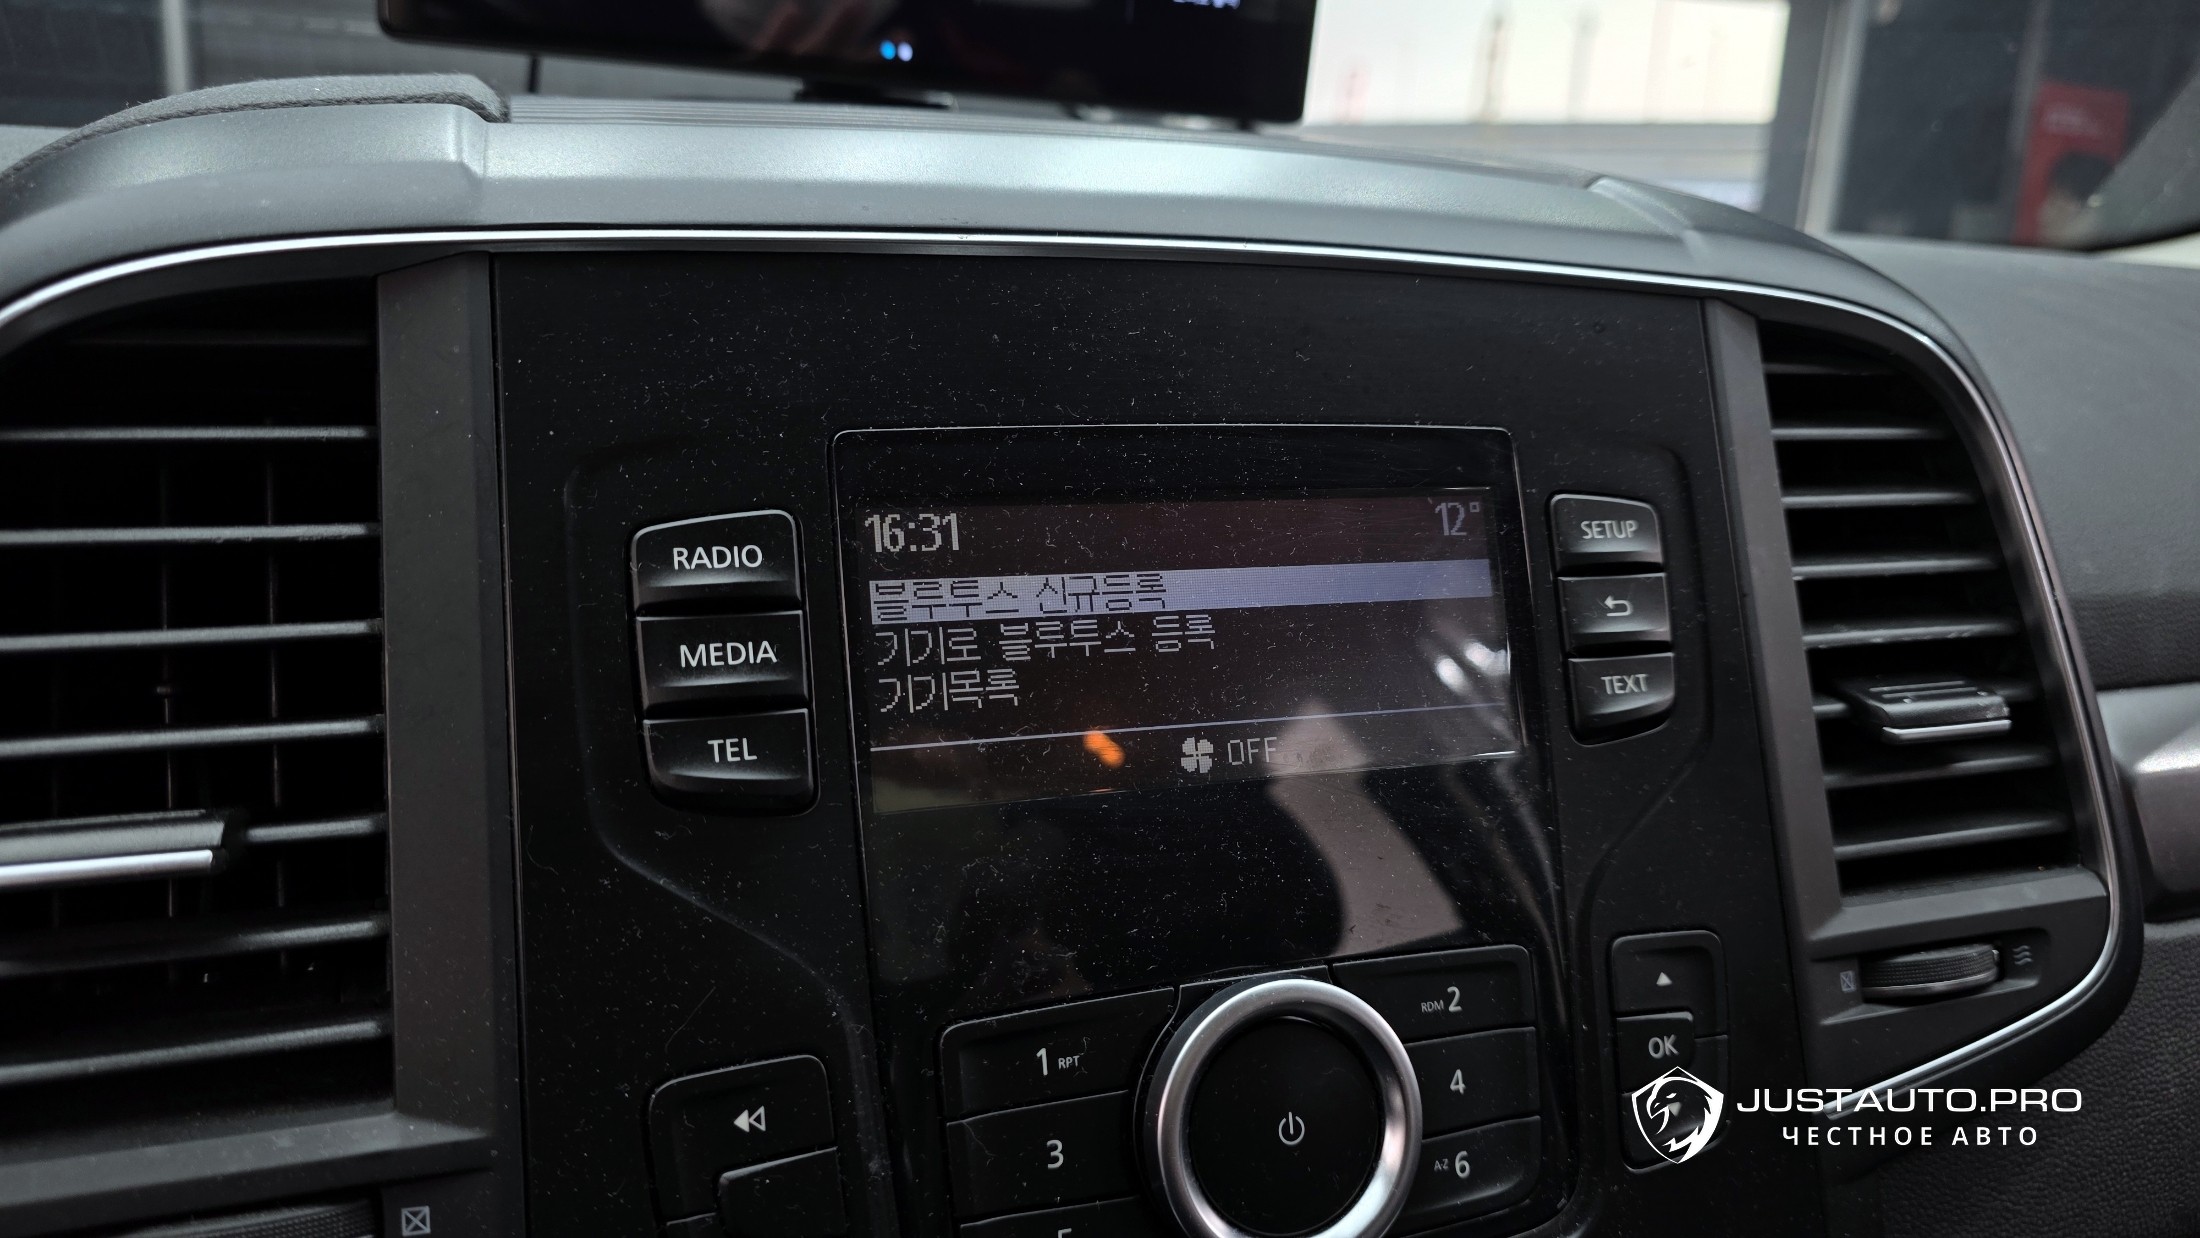 16:31 12°
블루투스 신규등록
기기로 블루투스 등록
기기목록
OFF
RADIO
MEDIA
TEL
SETUP
TEXT
1 RPT
RDM 2
3
4
AZ 6
OK
JUSTAUTO.PRO
ЧЕСТНОЕ АВТО